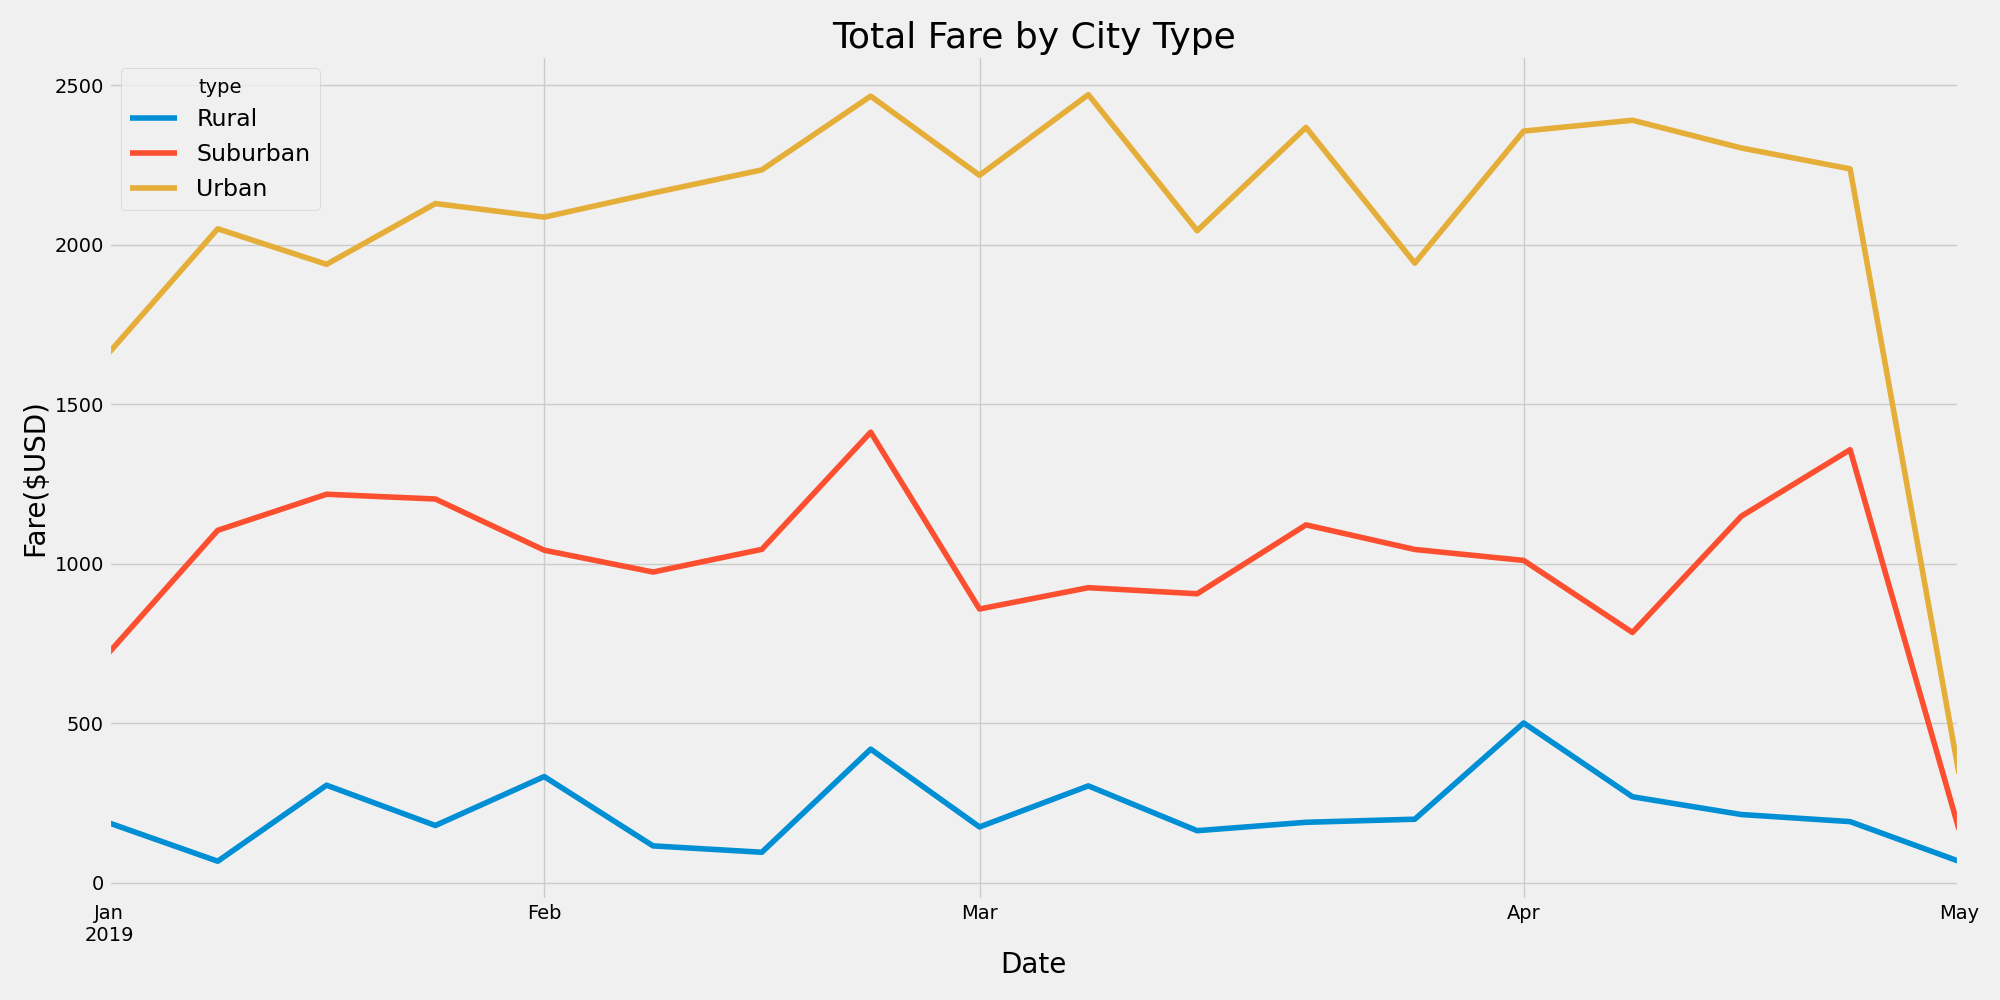 Total Fare by City Type
type
Rural
Suburban
Urban
Fare($USD)
2500
2000
1500
1000
500
0
Jan
2019
Feb
Mar
Apr
May
Date